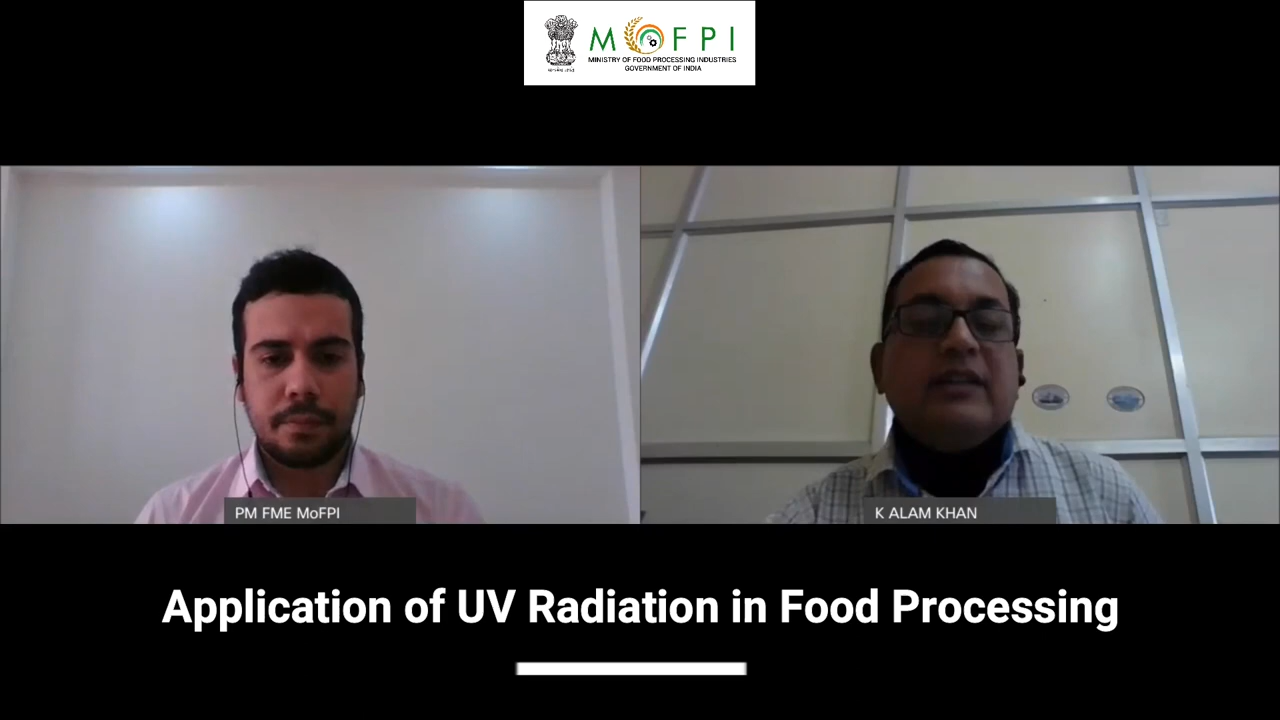 MOFPI
MINISTRY OF FOOD PROCESSING INDUSTRIES
GOVERNMENT OF INDIA
PM FME MoFPI
K ALAM KHAN
Application of UV Radiation in Food Processing